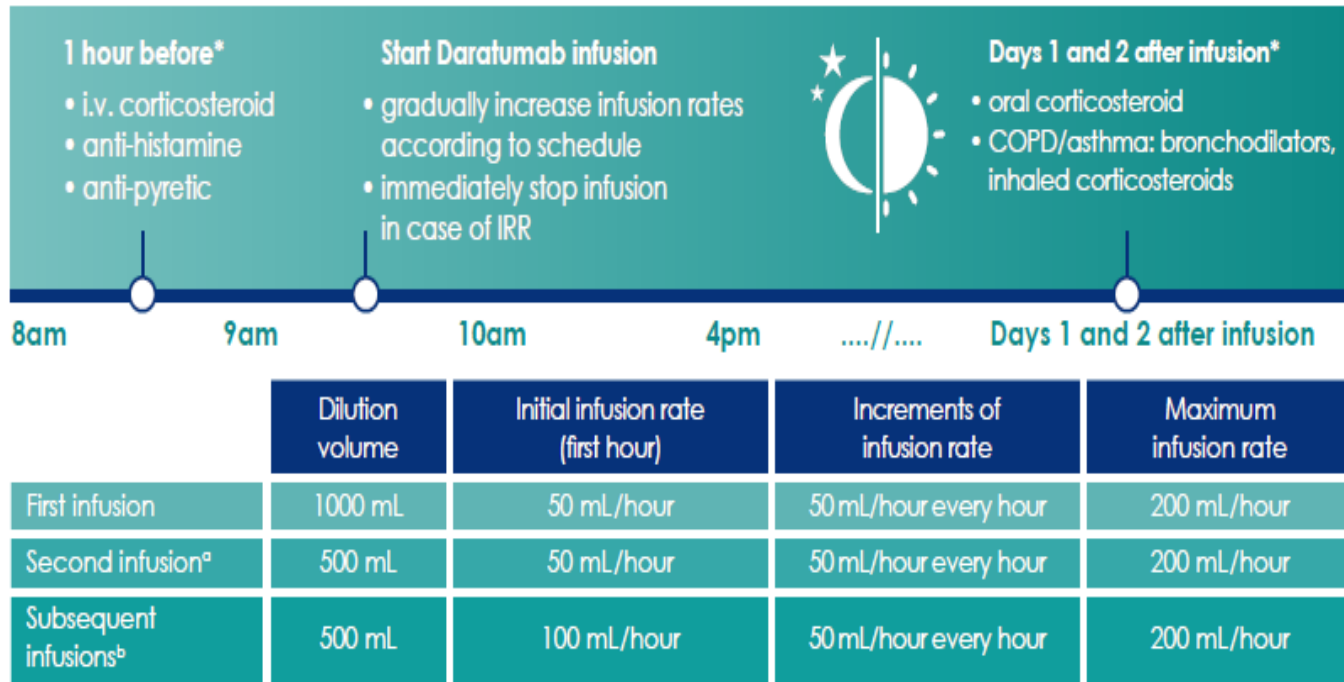 1 hour before*
• i.v. corticosteroid
• anti-histamine
• anti-pyretic
Start Daratumab infusion
• gradually increase infusion rates
according to schedule
• immediately stop infusion
in case of IRR
Days 1 and 2 after infusion*
• oral corticosteroid
• COPD/asthma: bronchodilators,
inhaled corticosteroids
8am 9am 10am 4pm ....//.... Days 1 and 2 after infusion
Dilution
volume
Initial infusion rate
(first hour)
Increments of
infusion rate
Maximum
infusion rate
First infusion 1000 mL 50 mL/hour 50 mL/hour every hour 200 mL/hour
Second infusionᵃ 500 mL 50 mL/hour 50 mL/hour every hour 200 mL/hour
Subsequent
infusionsᵇ 500 mL 100 mL/hour 50 mL/hour every hour 200 mL/hour